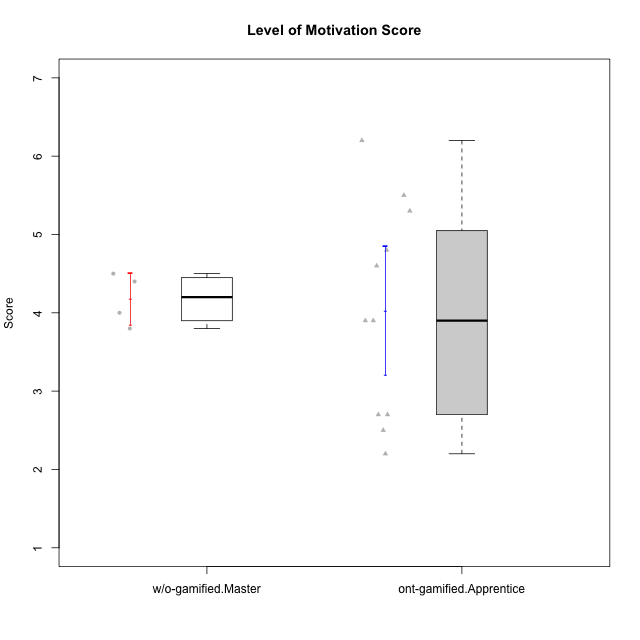 Level of Motivation Score
Score
7
6
5
4
3
2
1
w/o-gamified.Master
ont-gamified.Apprentice